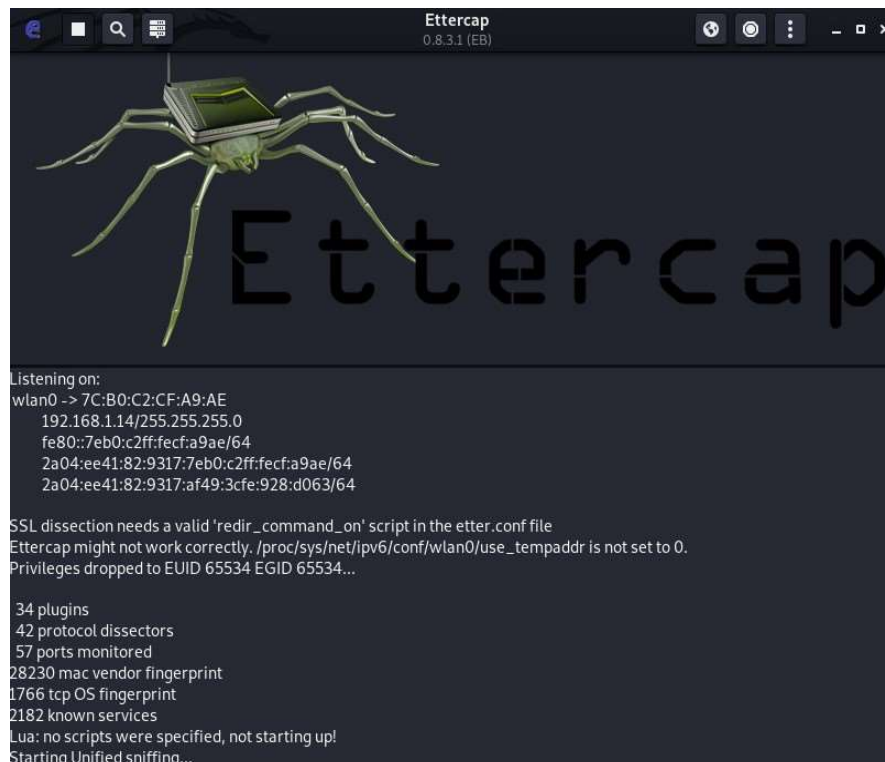 Ettercap
0.8.3.1 (EB)
Ettercap
Listening on:
wlan0 -> 7C:B0:C2:CF:A9:AE
192.168.1.14/255.255.255.0
fe80::7eb0:c2ff:fecf:a9ae/64
2a04:ee41:82:9317:7eb0:c2ff:fecf:a9ae/64
2a04:ee41:82:9317:af49:3cfe:928:d063/64
SSL dissection needs a valid 'redir_command_on' script in the etter.conf file
Ettercap might not work correctly. /proc/sys/net/ipv6/conf/wlan0/use_tempaddr is not set to 0.
Privileges dropped to EUID 65534 EGID 65534...
34 plugins
42 protocol dissectors
57 ports monitored
28230 mac vendor fingerprint
1766 tcp OS fingerprint
2182 known services
Lua: no scripts were specified, not starting up!
Starting Unified sniffing...